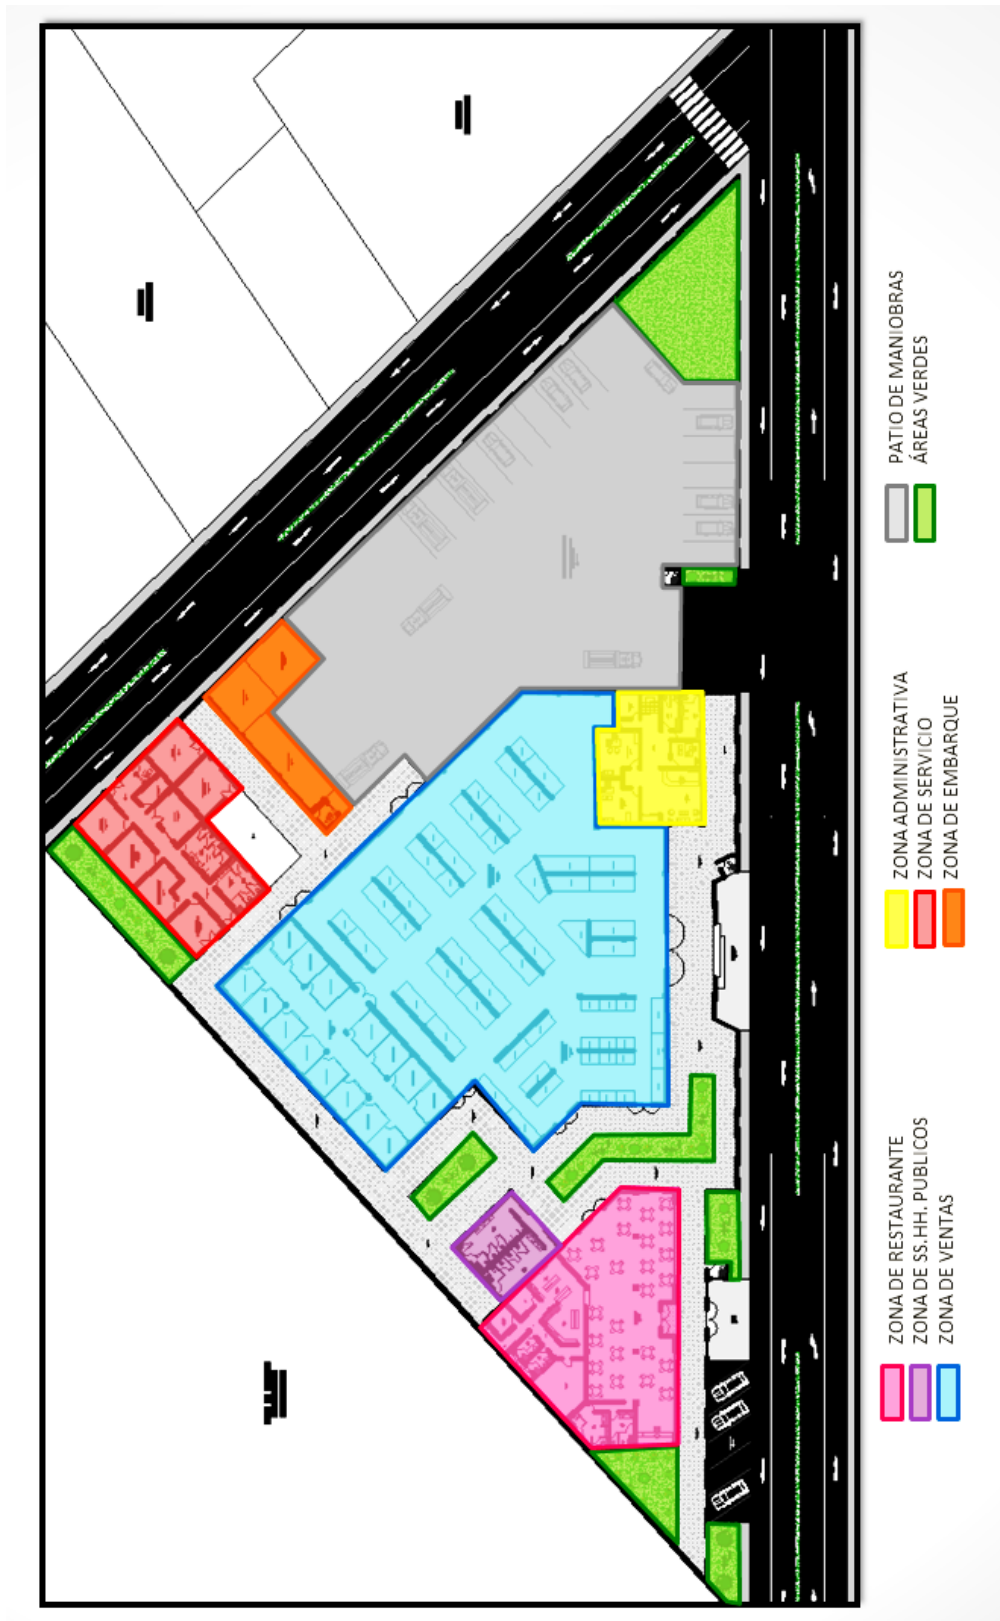 ZONA DE RESTAURANTE
ZONA DE SS.HH. PUBLICOS
ZONA DE VENTAS
ZONA ADMINISTRATIVA
ZONA DE SERVICIO
ZONA DE EMBARQUE
PATIO DE MANIOBRAS
ÁREAS VERDES